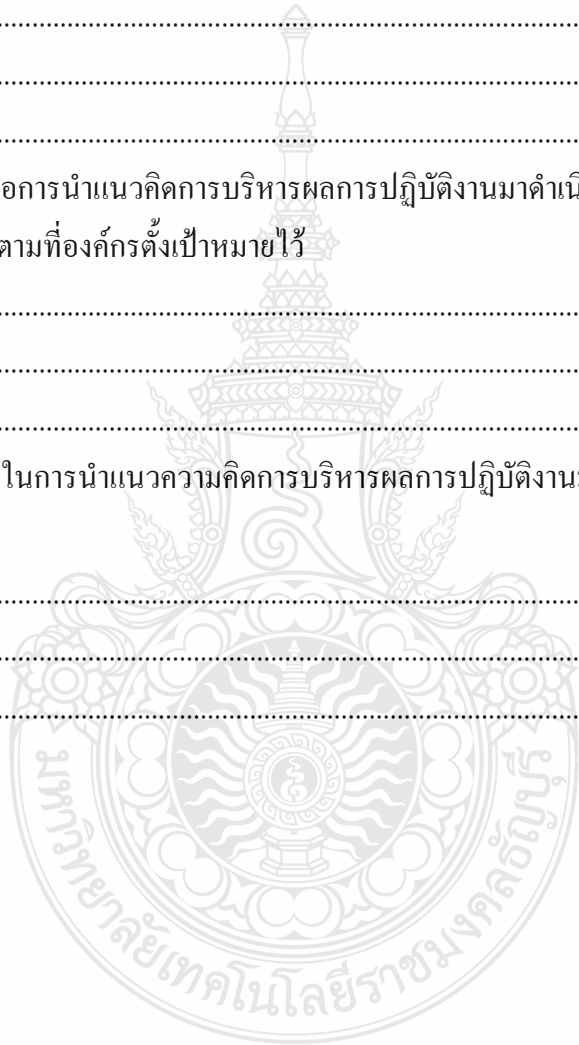 ......................................................................
......................................................................
......................................................................
อการนำแนวคิดการบริหารผลการปฏิบัติงานมาดำเนิ
ตามที่องค์กรตั้งเป้าหมายไว้
......................................................................
......................................................................
......................................................................
ในการนำแนวความคิดการบริหารผลการปฏิบัติงาน
......................................................................
......................................................................
......................................................................
มหาวิทยาลัยเทคโนโลยีราชมงคลธัญบุรี